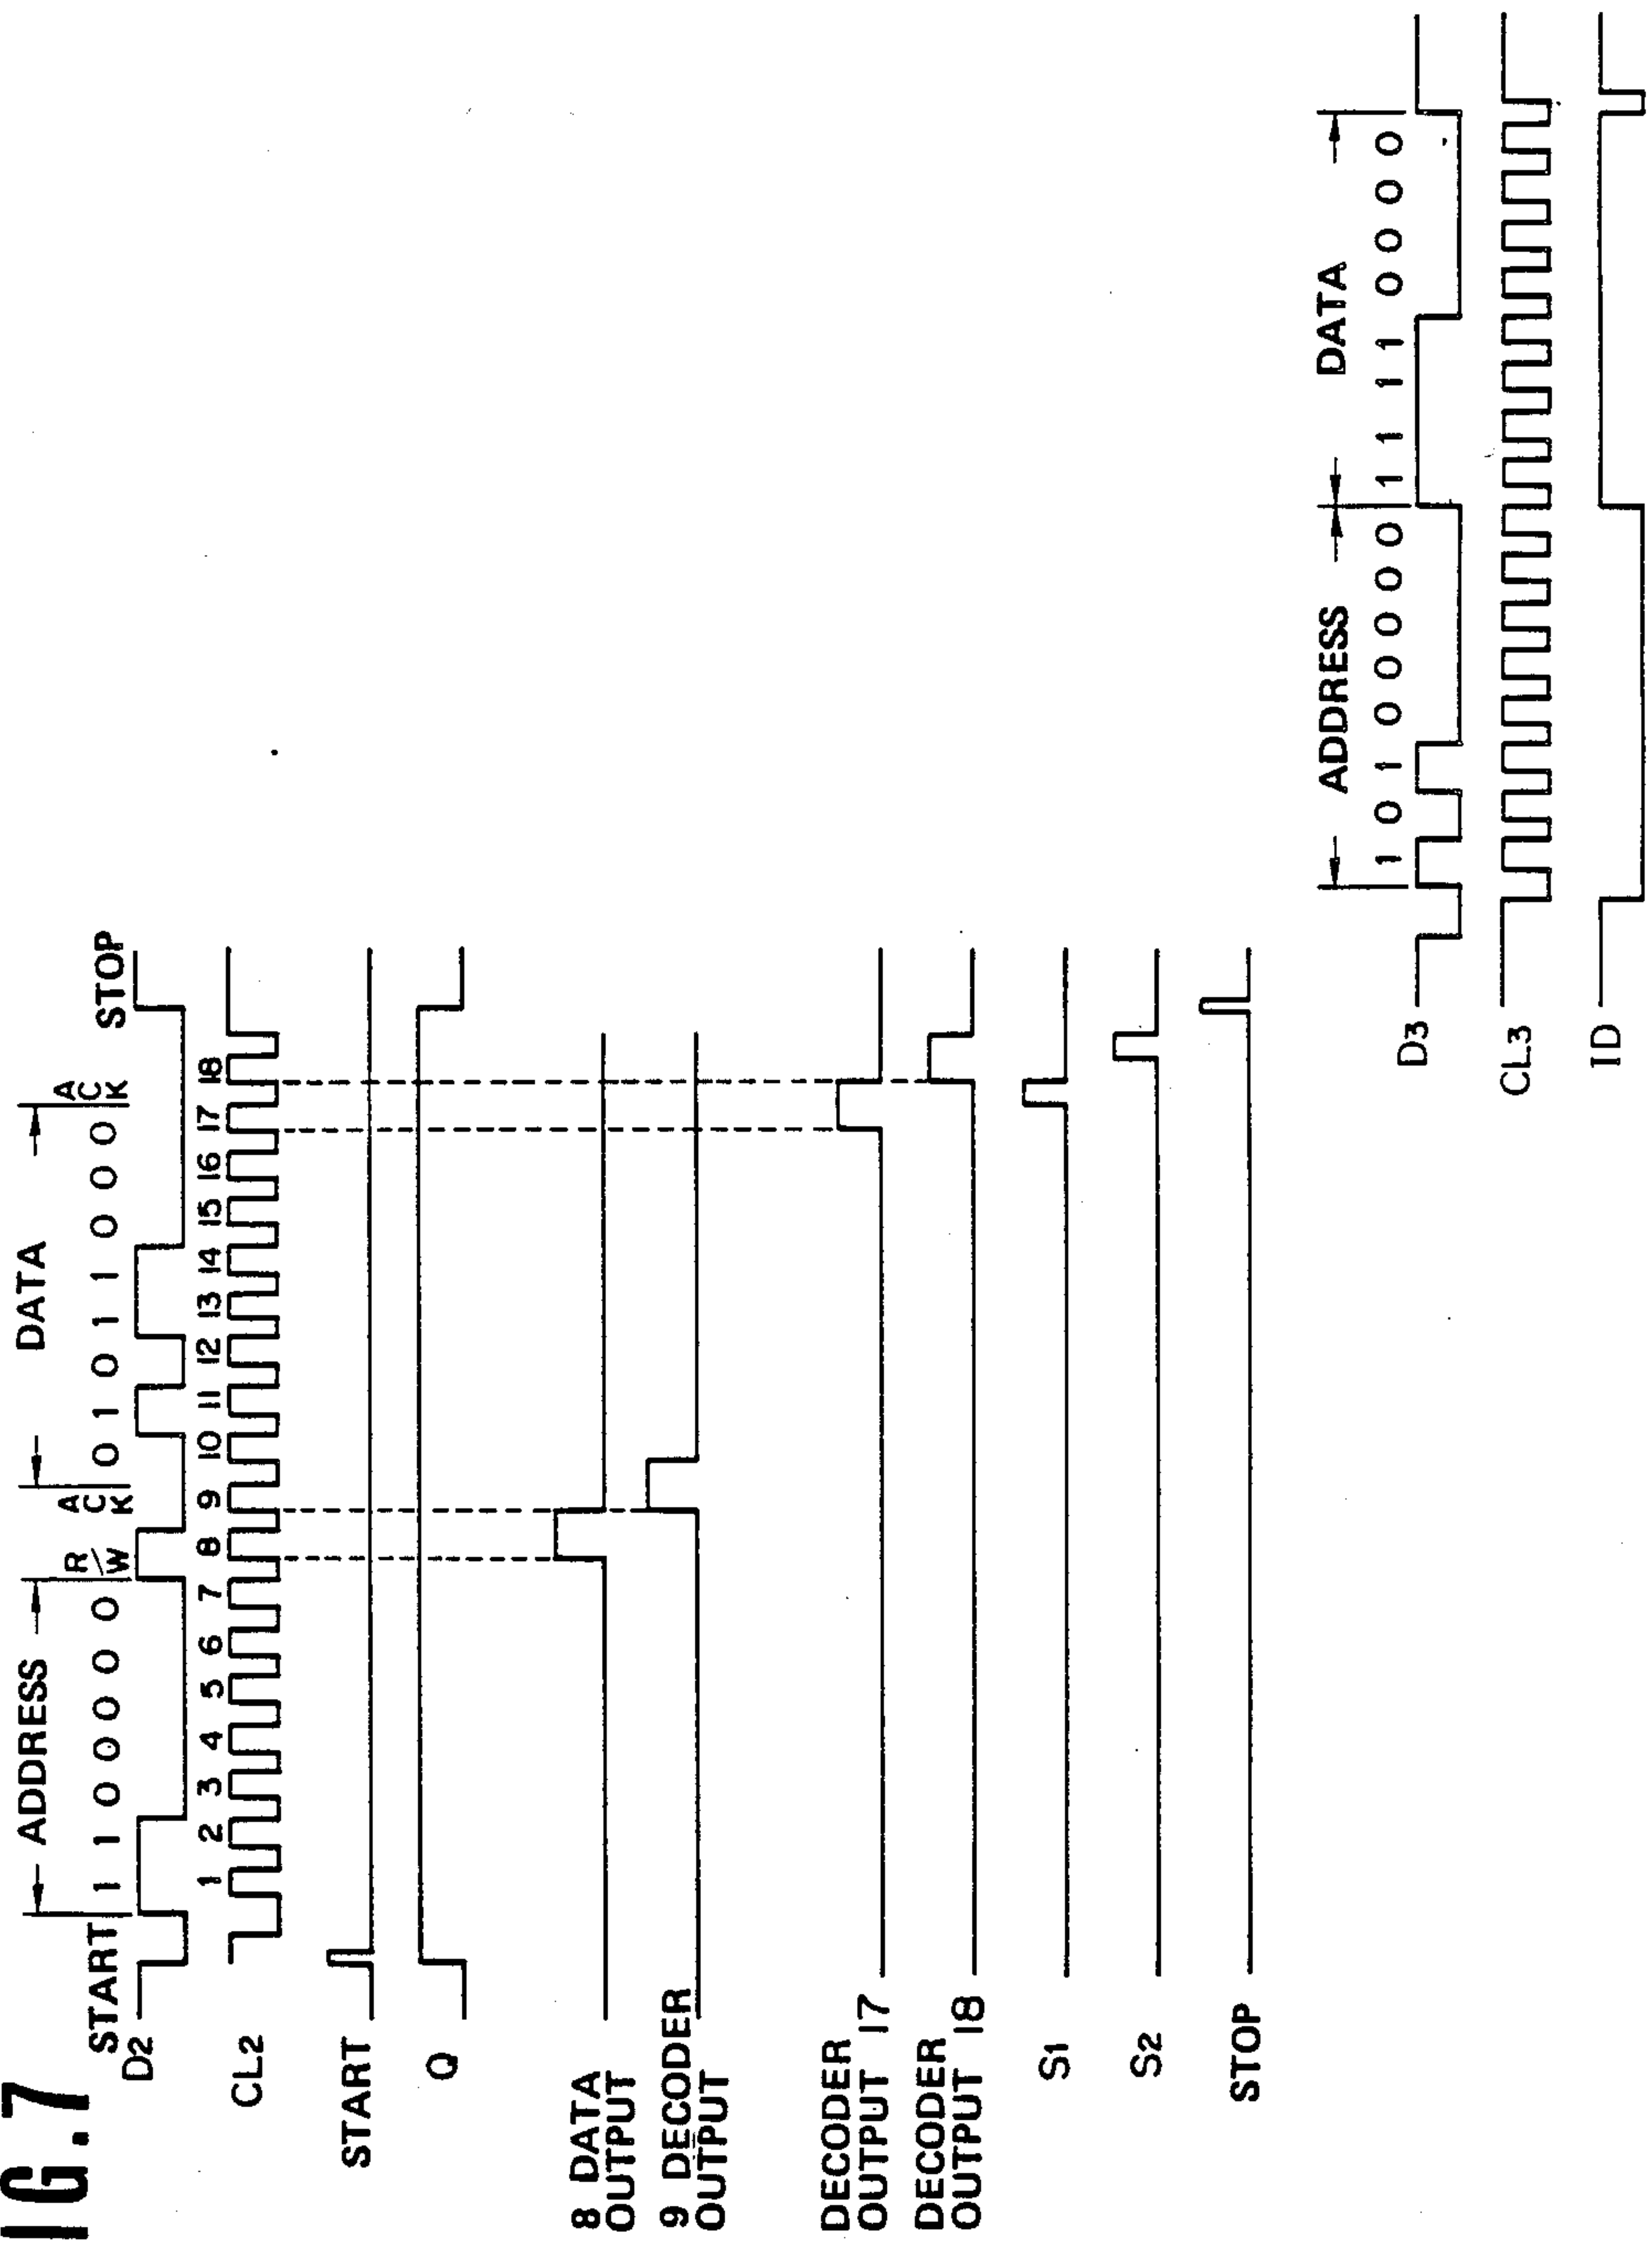 IG.7
ADDRESS DATA
START 1 1 0 0 0 0 0 R/W ACK 0 1 0 1 1 0 0 0 ACK STOP
D2
1 2 3 4 5 6 7 8 9 10 11 12 13 14 15 16 17 18
CL2
START
Q
8 DATA
OUTPUT
9 DECODER
OUTPUT
DECODER
OUTPUT 17
DECODER
OUTPUT 18
S1
S2
STOP
ADDRESS DATA
1 0 1 0 0 0 0 0 1 1 1 1 0 0 0 0
D3
CL3
ID